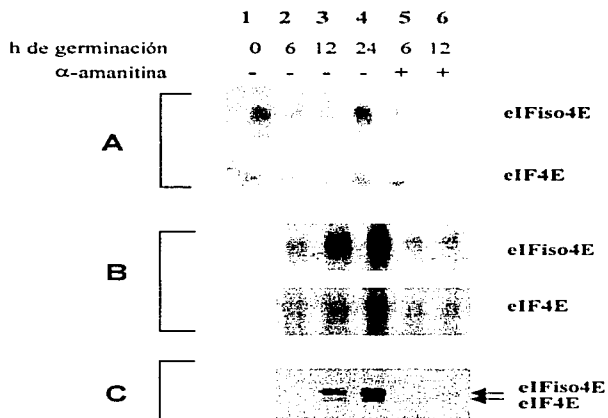 1 2 3 4 5 6
h de germinación 0 6 12 24 6 12
α-amanitina - - - - + +
A
eIFiso4E
eIF4E
B
eIFiso4E
eIF4E
C
eIFiso4E
eIF4E